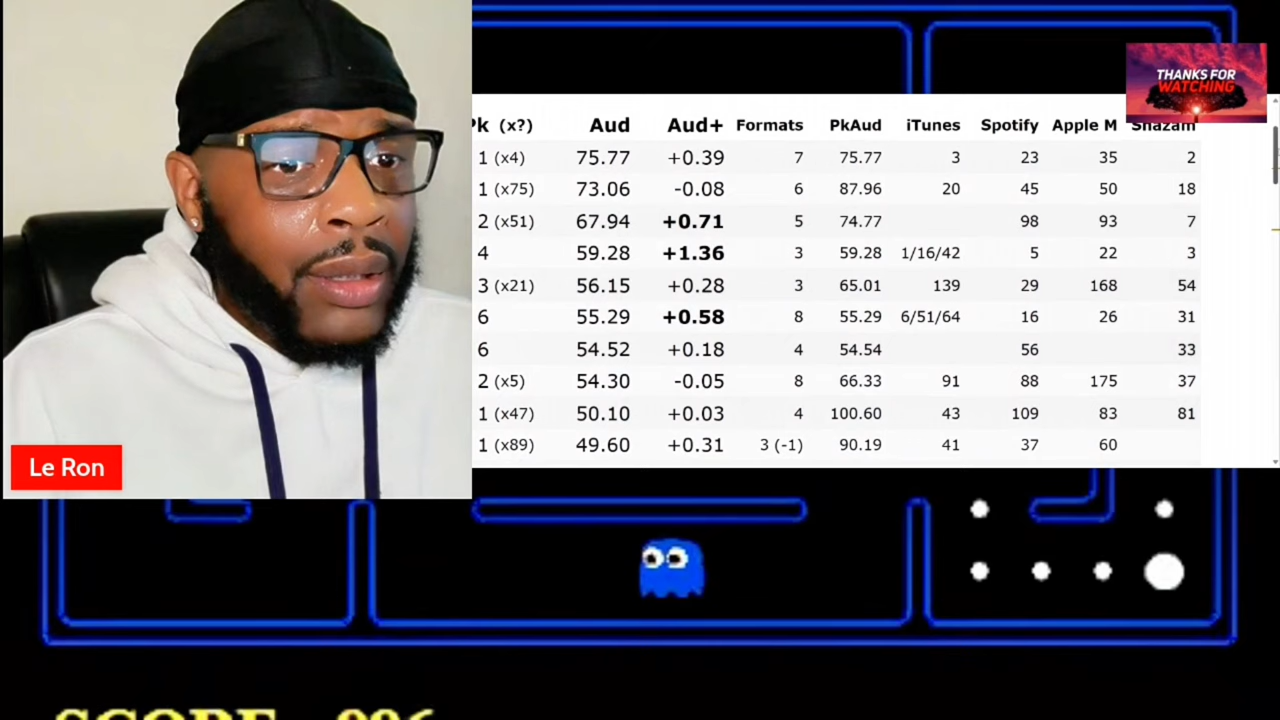 THANKS FOR
WATCHING
Pk (x?) Aud Aud+ Formats PkAud iTunes Spotify Apple M Shazam
1 (x4) 75.77 +0.39 7 75.77 3 23 35 2
1 (x75) 73.06 -0.08 6 87.96 20 45 50 18
2 (x51) 67.94 +0.71 5 74.77 98 93 7
4 59.28 +1.36 3 59.28 1/16/42 5 22 3
3 (x21) 56.15 +0.28 3 65.01 139 29 168 54
6 55.29 +0.58 8 55.29 6/51/64 16 26 31
6 54.52 +0.18 4 54.54 56 33
2 (x5) 54.30 -0.05 8 66.33 91 88 175 37
1 (x47) 50.10 +0.03 4 100.60 43 109 83 81
1 (x89) 49.60 +0.31 3 (-1) 90.19 41 37 60
Le Ron